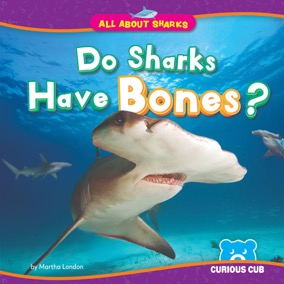 ALL ABOUT SHARKS
Do Sharks
Have Bones?
by Martha London
CURIOUS CUB